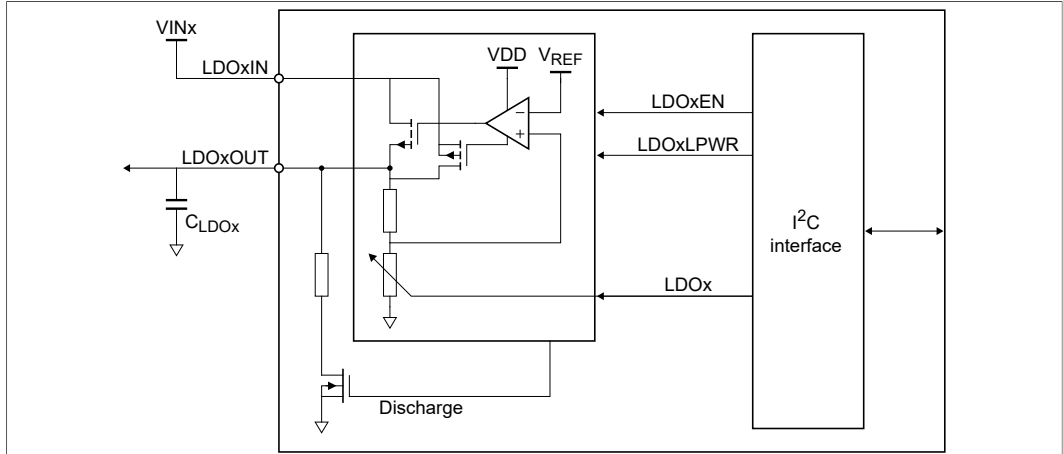 VINx
LDOxIN
VDD
VREF
−
+
LDOxEN
LDOxOUT
LDOxLPWR
CLDOx
I²C
interface
LDOx
Discharge